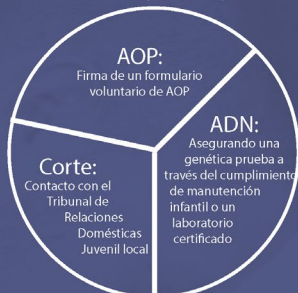 AOP:
Firma de un formulario
voluntario de AOP
ADN:
Asegurando una
genética prueba a
través del cumplimiento
de manutención
infantil o un
laboratorio
certificado
Corte:
Contacto con el
Tribunal de
Relaciones
Domésticas
Juvenil local